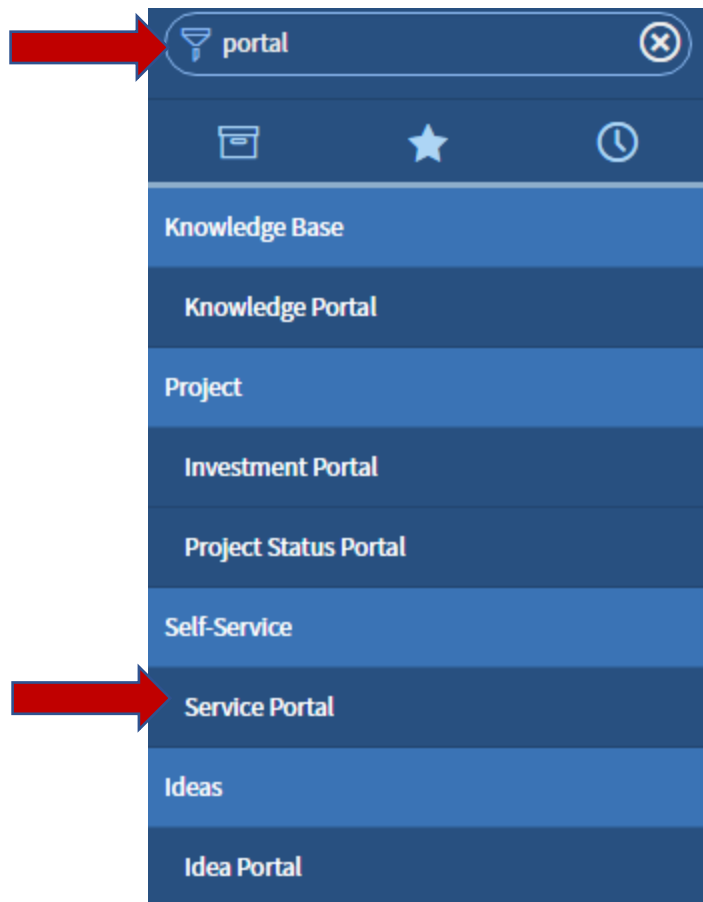 portal
Knowledge Base
Knowledge Portal
Project
Investment Portal
Project Status Portal
Self-Service
Service Portal
Ideas
Idea Portal